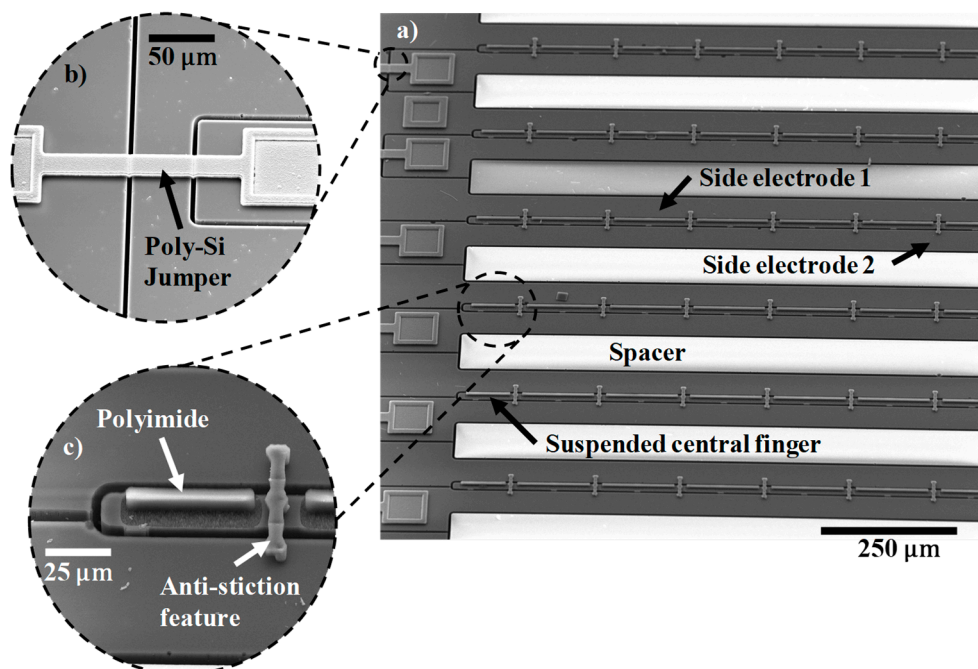 a)
Side electrode 1
Side electrode 2
Spacer
Suspended central finger
250 μm
b)
50 μm
Poly-Si
Jumper
c)
Polyimide
25 μm
Anti-stiction
feature